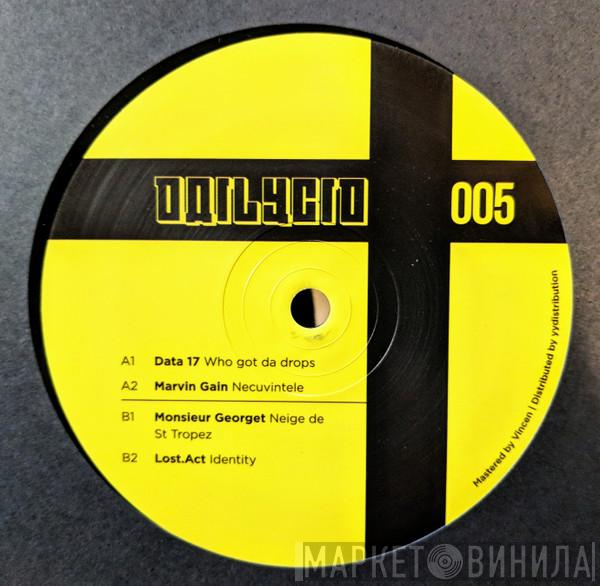 DAILYCID
005
A1 Data 17 Who got da drops
A2 Marvin Gain Necuvintele
B1 Monsieur Georget Neige de
St Tropez
B2 Lost.Act Identity
Mastered by Vincen | Distributed by yydistribution
МАРКЕТ ВИНИЛА